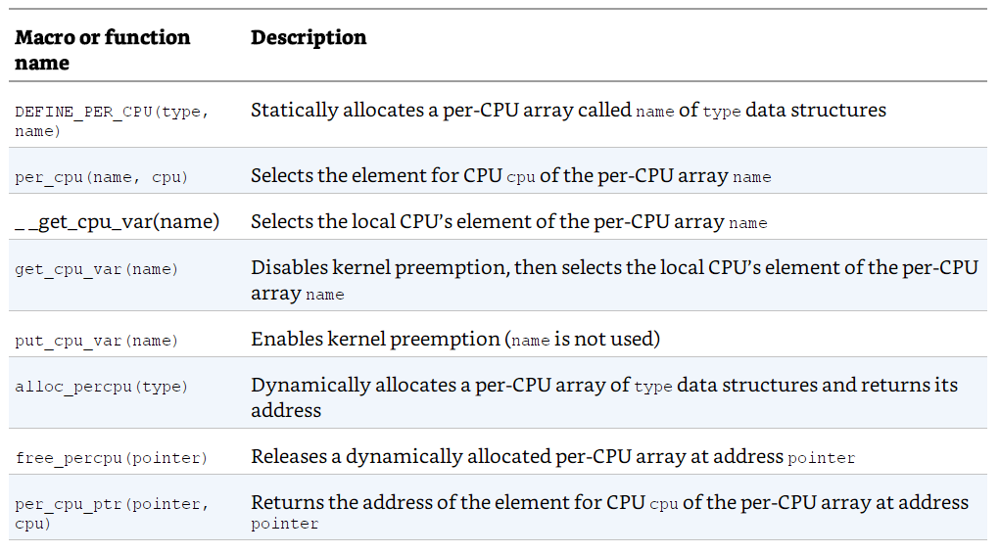 Macro or function
name
Description
DEFINE_PER_CPU(type,
name)
Statically allocates a per-CPU array called name of type data structures
per_cpu(name, cpu)
Selects the element for CPU cpu of the per-CPU array name
_ _get_cpu_var(name)
Selects the local CPU’s element of the per-CPU array name
get_cpu_var(name)
Disables kernel preemption, then selects the local CPU’s element of the per-CPU
array name
put_cpu_var(name)
Enables kernel preemption (name is not used)
alloc_percpu(type)
Dynamically allocates a per-CPU array of type data structures and returns its
address
free_percpu(pointer)
Releases a dynamically allocated per-CPU array at address pointer
per_cpu_ptr(pointer,
cpu)
Returns the address of the element for CPU cpu of the per-CPU array at address
pointer